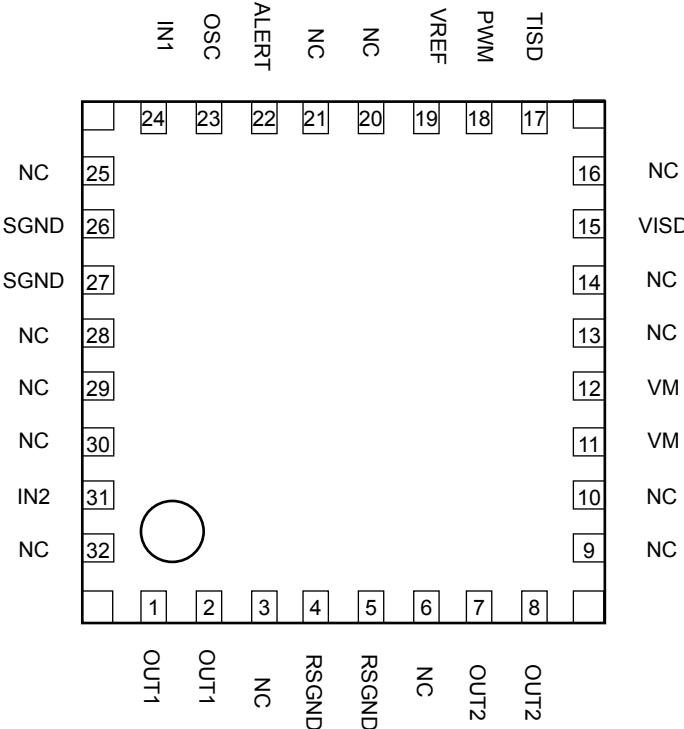 IN1 OSC ALERT NC NC VREF PWM TISD
24 23 22 21 20 19 18 17
NC 25 16 NC
SGND 26 15 VISD
SGND 27 14 NC
NC 28 13 NC
NC 29 12 VM
NC 30 11 VM
IN2 31 10 NC
NC 32 9 NC
1 2 3 4 5 6 7 8
OUT1 OUT1 NC RSGND RSGND NC OUT2 OUT2